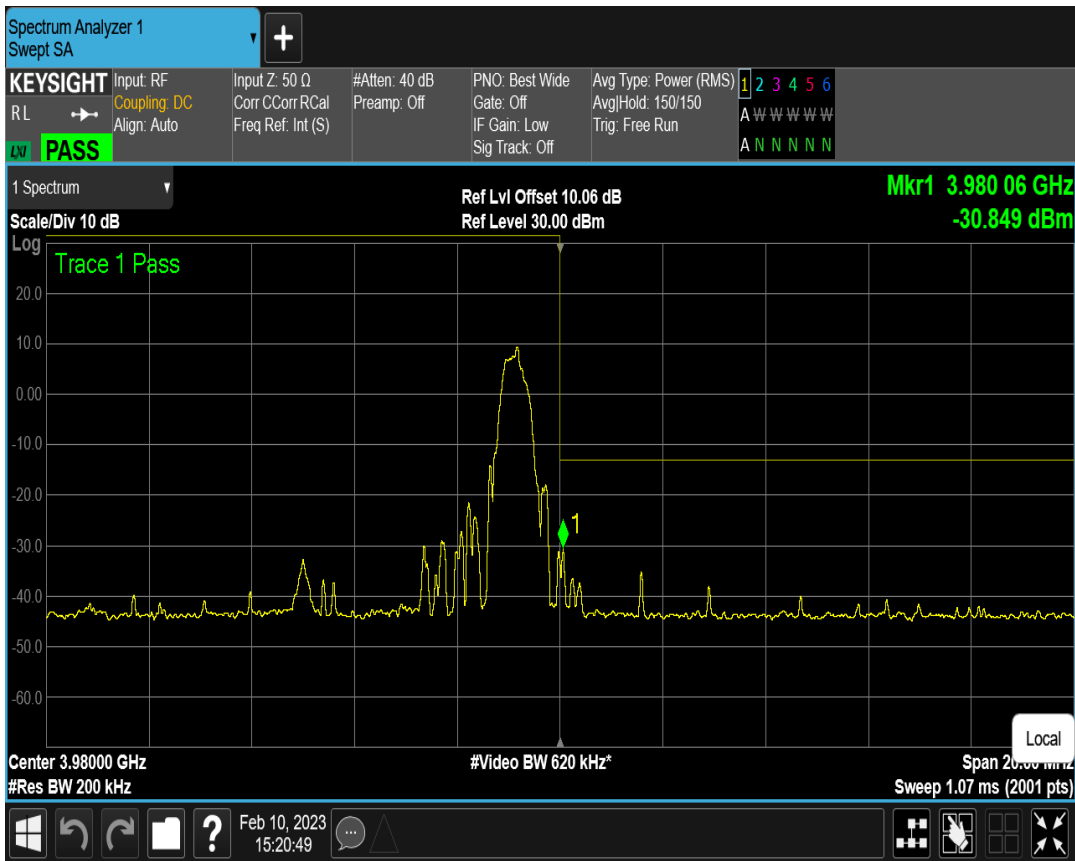 Spectrum Analyzer 1
Swept SA
+
KEYSIGHT
RL
LXI
PASS
Input: RF
Coupling: DC
Align: Auto
Input Z: 50 Ω
Corr CCorr RCal
Freq Ref: Int (S)
#Atten: 40 dB
Preamp: Off
PNO: Best Wide
Gate: Off
IF Gain: Low
Sig Track: Off
Avg Type: Power (RMS)
Avg|Hold: 150/150
Trig: Free Run
1 2 3 4 5 6
A W W W W W
A N N N N N
1 Spectrum
Scale/Div 10 dB
Ref Lvl Offset 10.06 dB
Ref Level 30.00 dBm
Mkr1 3.980 06 GHz
-30.849 dBm
Log
Trace 1 Pass
20.0
10.0
0.00
-10.0
-20.0
1
-30.0
-40.0
-50.0
-60.0
Local
Center 3.98000 GHz
#Video BW 620 kHz*
Span 20.00 MHz
#Res BW 200 kHz
Sweep 1.07 ms (2001 pts)
?
Feb 10, 2023
15:20:49